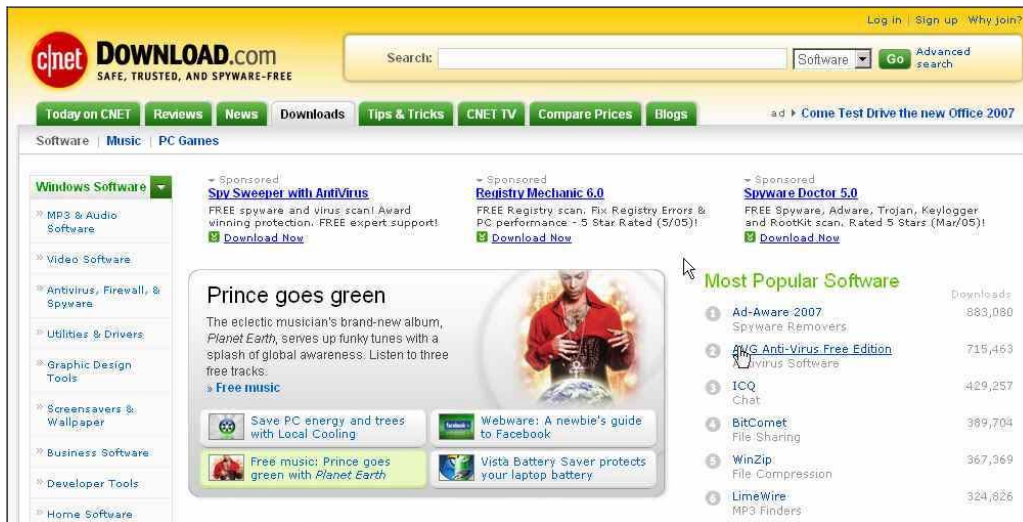 Log in | Sign up Why join?
c|net DOWNLOAD.com
SAFE, TRUSTED, AND SPYWARE-FREE
Search: Software Go Advanced search
Today on CNET Reviews News Downloads Tips & Tricks CNET TV Compare Prices Blogs
ad Come Test Drive the new Office 2007
Software | Music | PC Games
Windows Software
» MP3 & Audio
Software
» Video Software
» Antivirus, Firewall, &
Spyware
» Utilities & Drivers
» Graphic Design
Tools
» Screensavers &
Wallpaper
» Business Software
» Developer Tools
» Home Software
Sponsored
Spy Sweeper with AntiVirus
FREE spyware and virus scan! Award
winning protection. FREE expert support!
Download Now
Sponsored
Registry Mechanic 6.0
FREE Registry scan. Fix Registry Errors &
PC performance - 5 Star Rated (5/05)!
Download Now
Sponsored
Spyware Doctor 5.0
FREE Spyware, Adware, Trojan, Keylogger
and RootKit scan. Rated 5 Stars (Mar/05)!
Download Now
Prince goes green
The eclectic musician's brand-new album,
Planet Earth, serves up funky tunes with a
splash of global awareness. Listen to three
free tracks.
» Free music
Save PC energy and trees
with Local Cooling
facebook
Webware: A newbie's guide
to Facebook
Free music: Prince goes
green with Planet Earth
Vista Battery Saver protects
your laptop battery
Most Popular Software
Downloads
1 Ad-Aware 2007 883,080
Spyware Removers
2 AVG Anti-Virus Free Edition 715,463
Antivirus Software
3 ICQ 429,257
Chat
4 BitComet 389,704
File Sharing
5 WinZip 367,369
File Compression
6 LimeWire 324,826
MP3 Finders